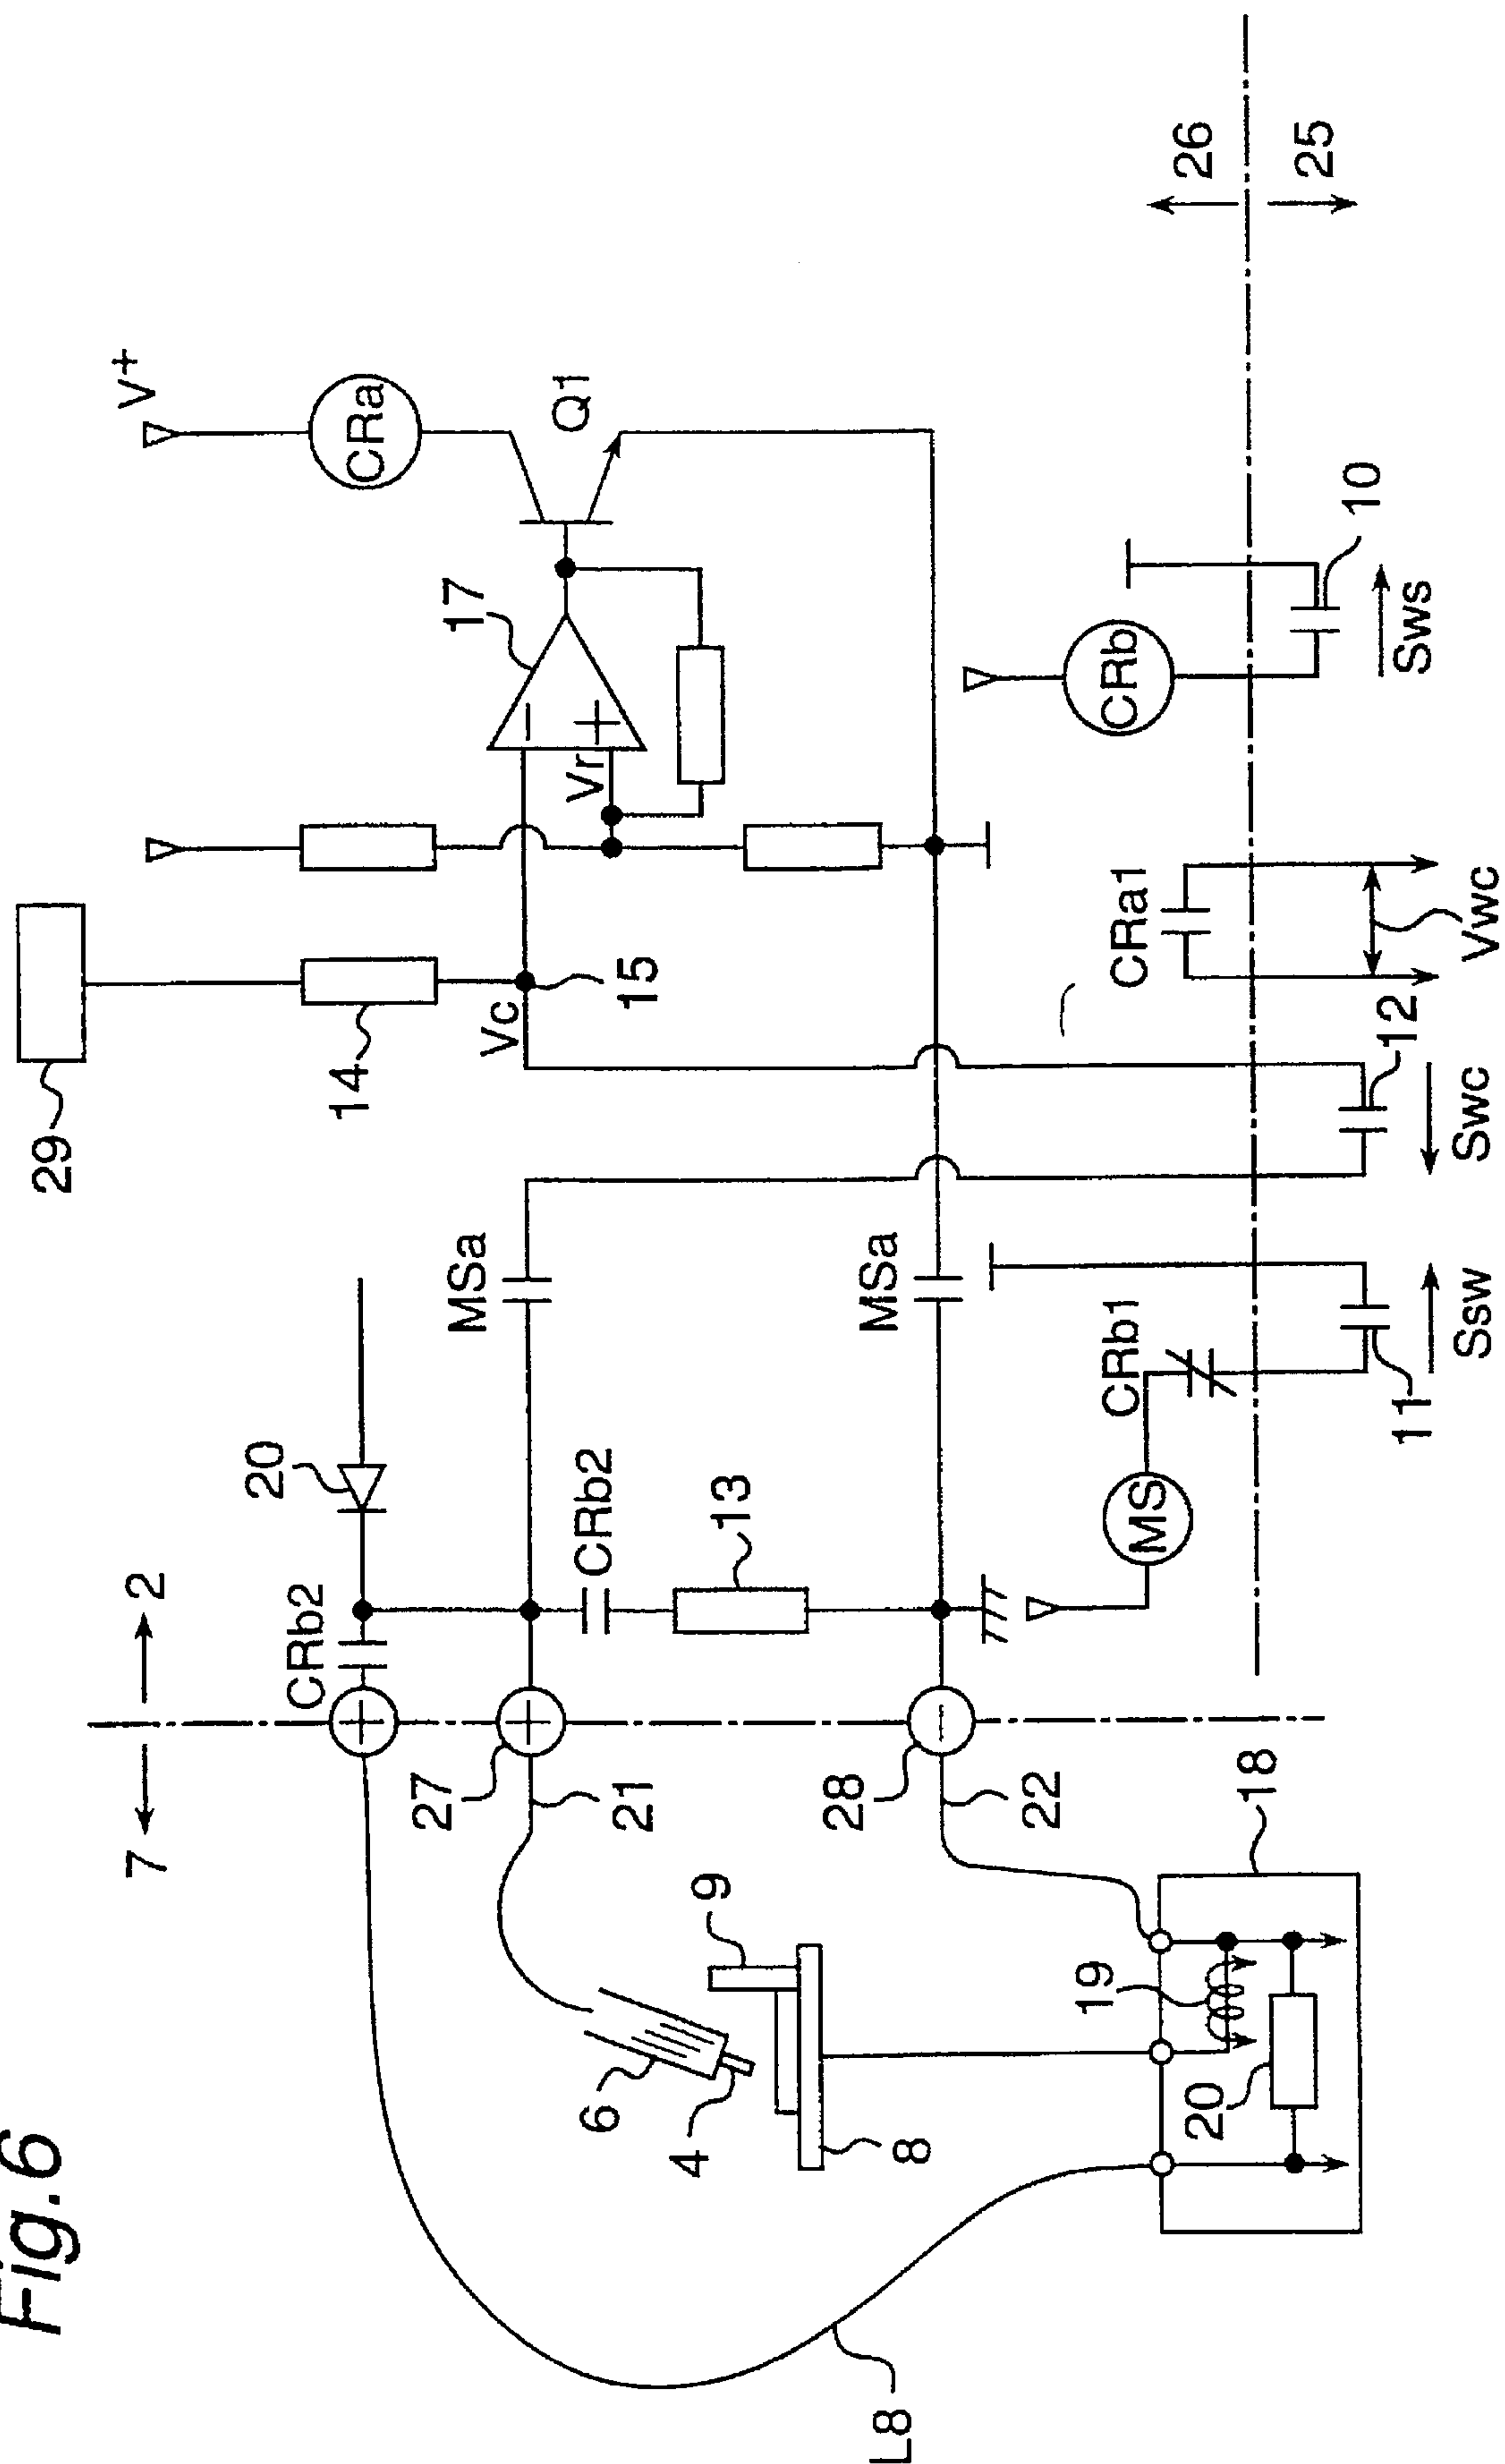 Fig.6
7
2
L8
CRb2
20
27
21
CRb2
13
28
22
6
4
9
8
18
19
20
MS
CRb1
11
Ssw
MSa
MSa
29
14
Vc
15
12
Swc
CRa1
Vwc
17
−
+
Vr
V+
CRa
Q1
CRb
10
Sws
26
25
+
+
−